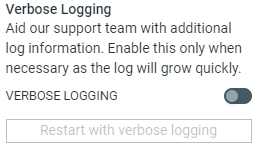 Verbose Logging
Aid our support team with additional
log information. Enable this only when
necessary as the log will grow quickly.
VERBOSE LOGGING
Restart with verbose logging